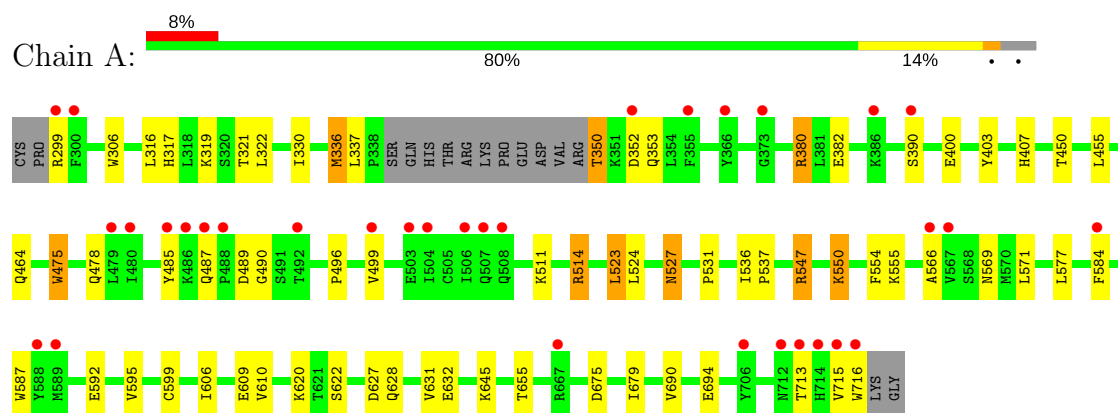 8%
Chain A:
80% 14% • •
CYS PRO R299 F300 W306 L316 H317 L318 K319 S320 T321 L322 I330 M336 L337 P338 SER GLN HIS THR ARG LYS PRO GLU ASP VAL ARG T350 K351 D352 Q353 L354 F355 Y366 G373 R380 L381 E382 K386 S390 E400 Y403 H407 T450 L455
Q464 W475 Q478 L479 I480 Y485 K486 Q487 P488 D489 G490 S491 T492 P496 V499 E503 I504 C505 I506 Q507 Q508 K511 R514 L523 L524 N527 P531 I536 P537 R547 K550 F554 K555 A566 V567 S568 N569 M570 L571 L577 F584
W587 Y588 M589 E592 V595 C599 I606 E609 V610 K620 T621 S622 D627 Q628 V631 E632 K645 T655 R667 D675 I679 V690 E694 Y706 N712 T713 H714 V715 W716 LYS GLY